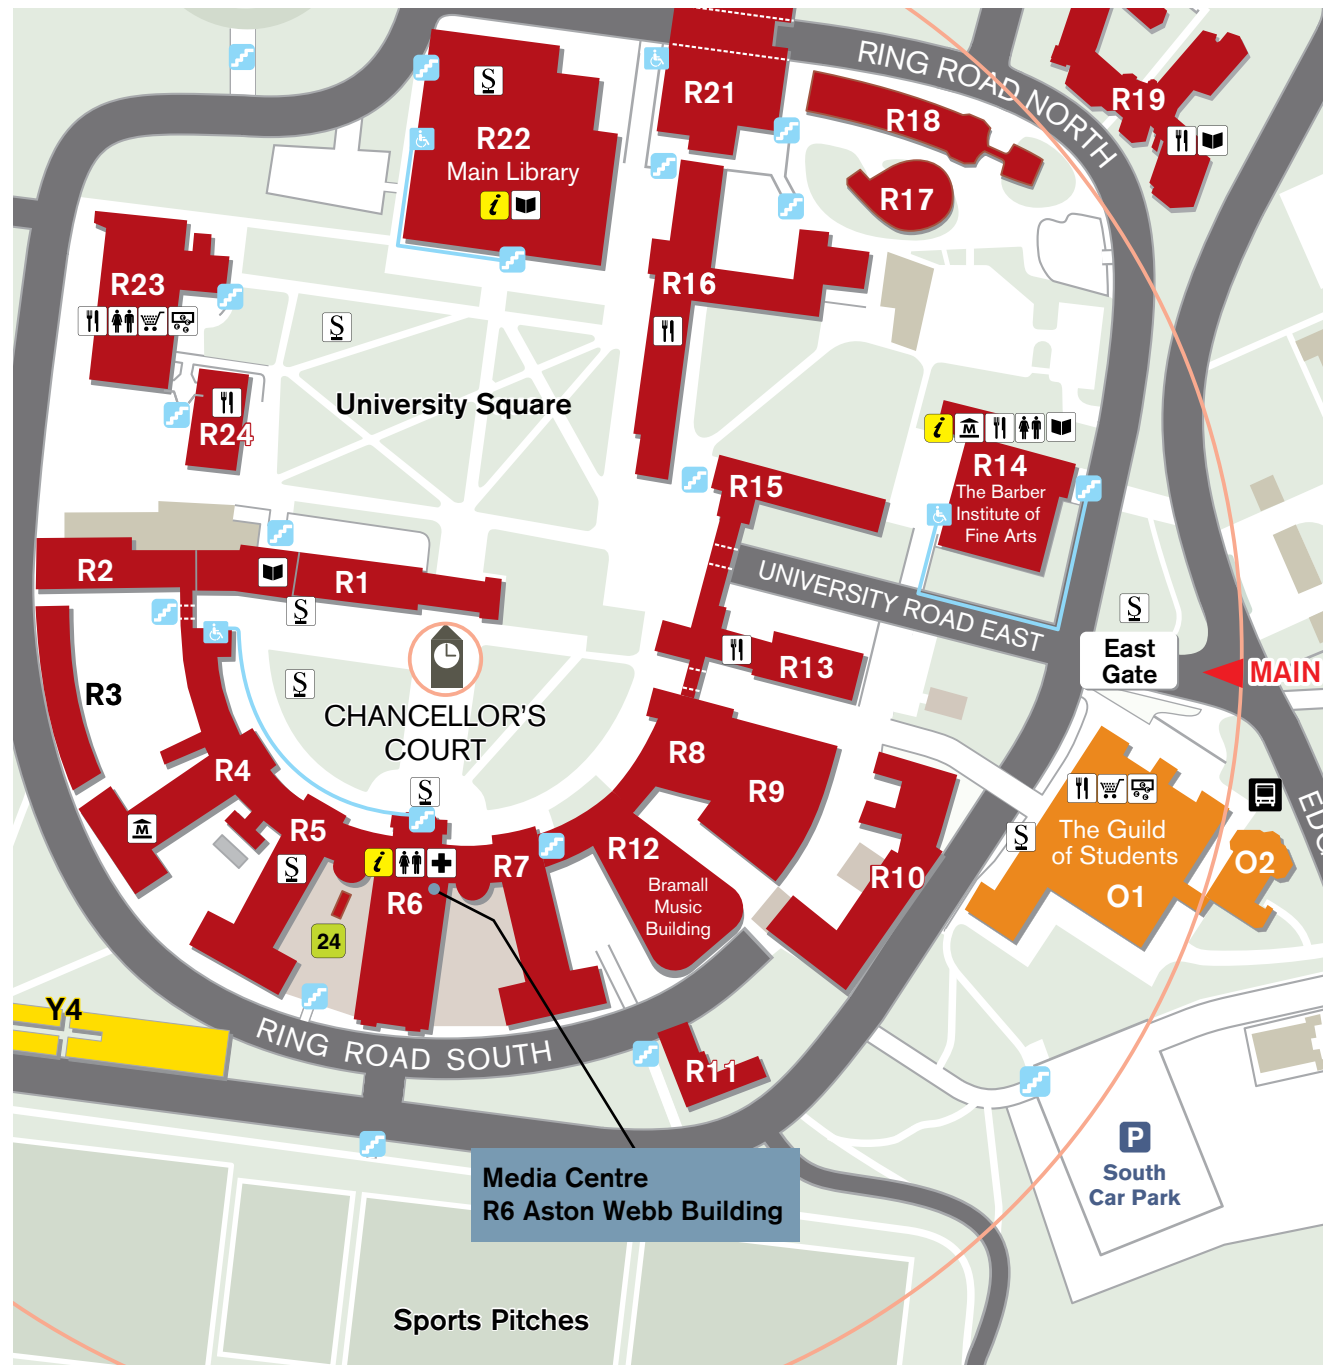 RING ROAD NORTH
R21
R19
R18
R22
Main Library
i
R17
R23
R16
University Square
R24
i
M
R14
The Barber
Institute of
Fine Arts
R15
R2
R1
UNIVERSITY ROAD EAST
East
Gate
MAIN
R13
R3
CHANCELLOR'S
COURT
R8
R4
R9
EDG
M
R5
R12
R7
The Guild
of Students
O2
i
R6
R10
O1
Bramall
Music
Building
24
Y4
RING ROAD SOUTH
R11
P
South
Car Park
Media Centre
R6 Aston Webb Building
Sports Pitches